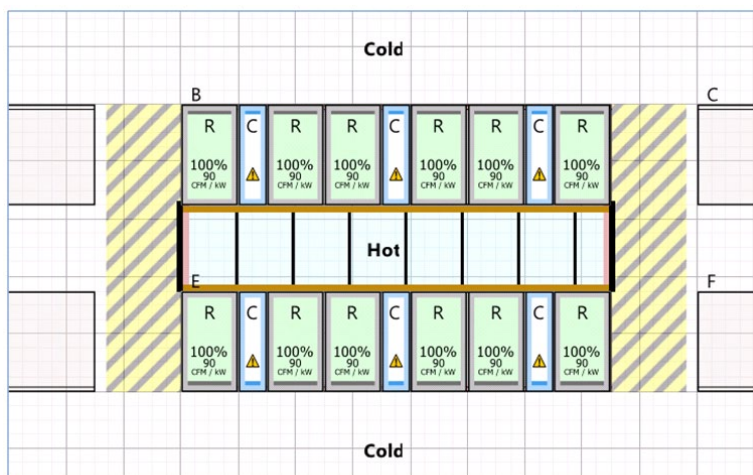 Cold
B
C
R C R R C R R C R
100% 100% 100% 100% 100% 100%
90 90 90 90 90 90
CFM / kW CFM / kW CFM / kW CFM / kW CFM / kW CFM / kW
Hot
E
F
R C R R C R R C R
100% 100% 100% 100% 100% 100%
90 90 90 90 90 90
CFM / kW CFM / kW CFM / kW CFM / kW CFM / kW CFM / kW
Cold